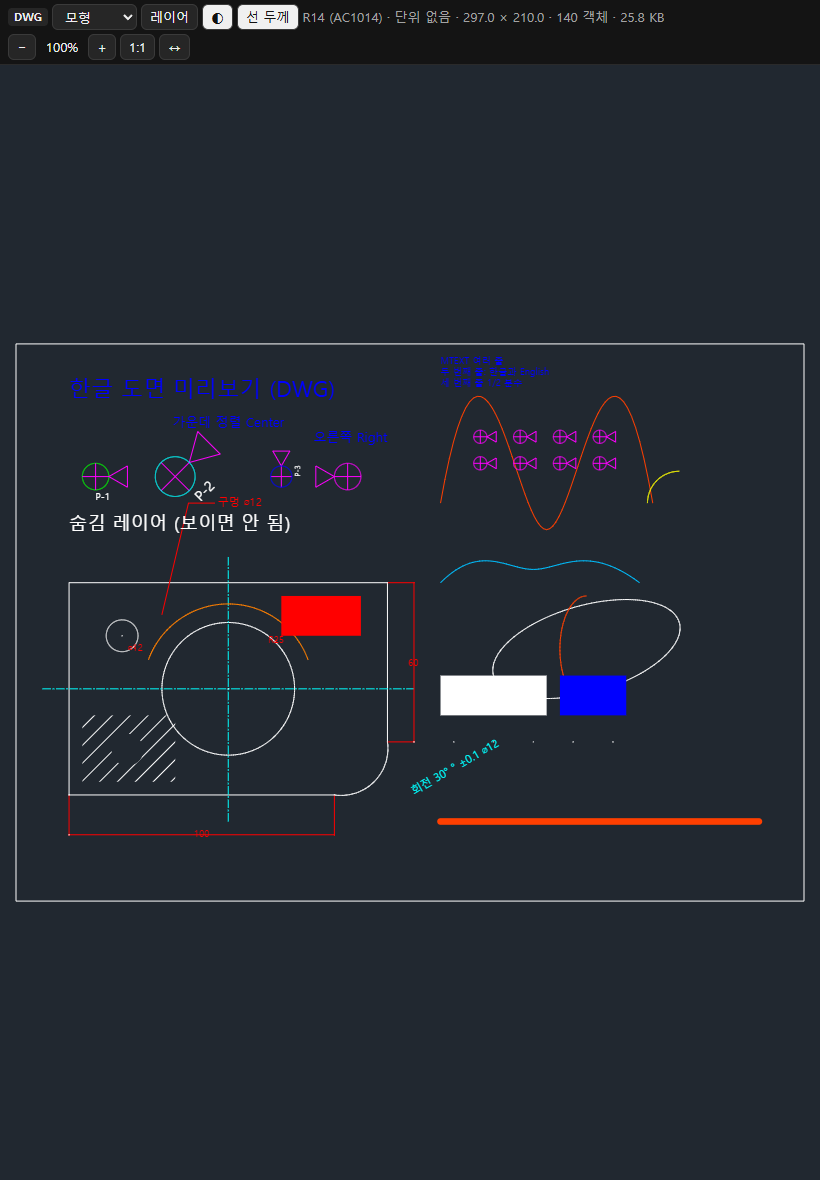 DWG 모형 레이어 선 두께 R14 (AC1014) · 단위 없음 · 297.0 × 210.0 · 140 객체 · 25.8 KB
− 100% + 1:1 ↔
한글 도면 미리보기 (DWG)
가운데 정렬 Center
오른쪽 Right
P-1
P-2
P-3
구멍 ⌀12
숨김 레이어 (보이면 안 됨)
⌀12
60
회전 30° ° ±0.1 ⌀12
100